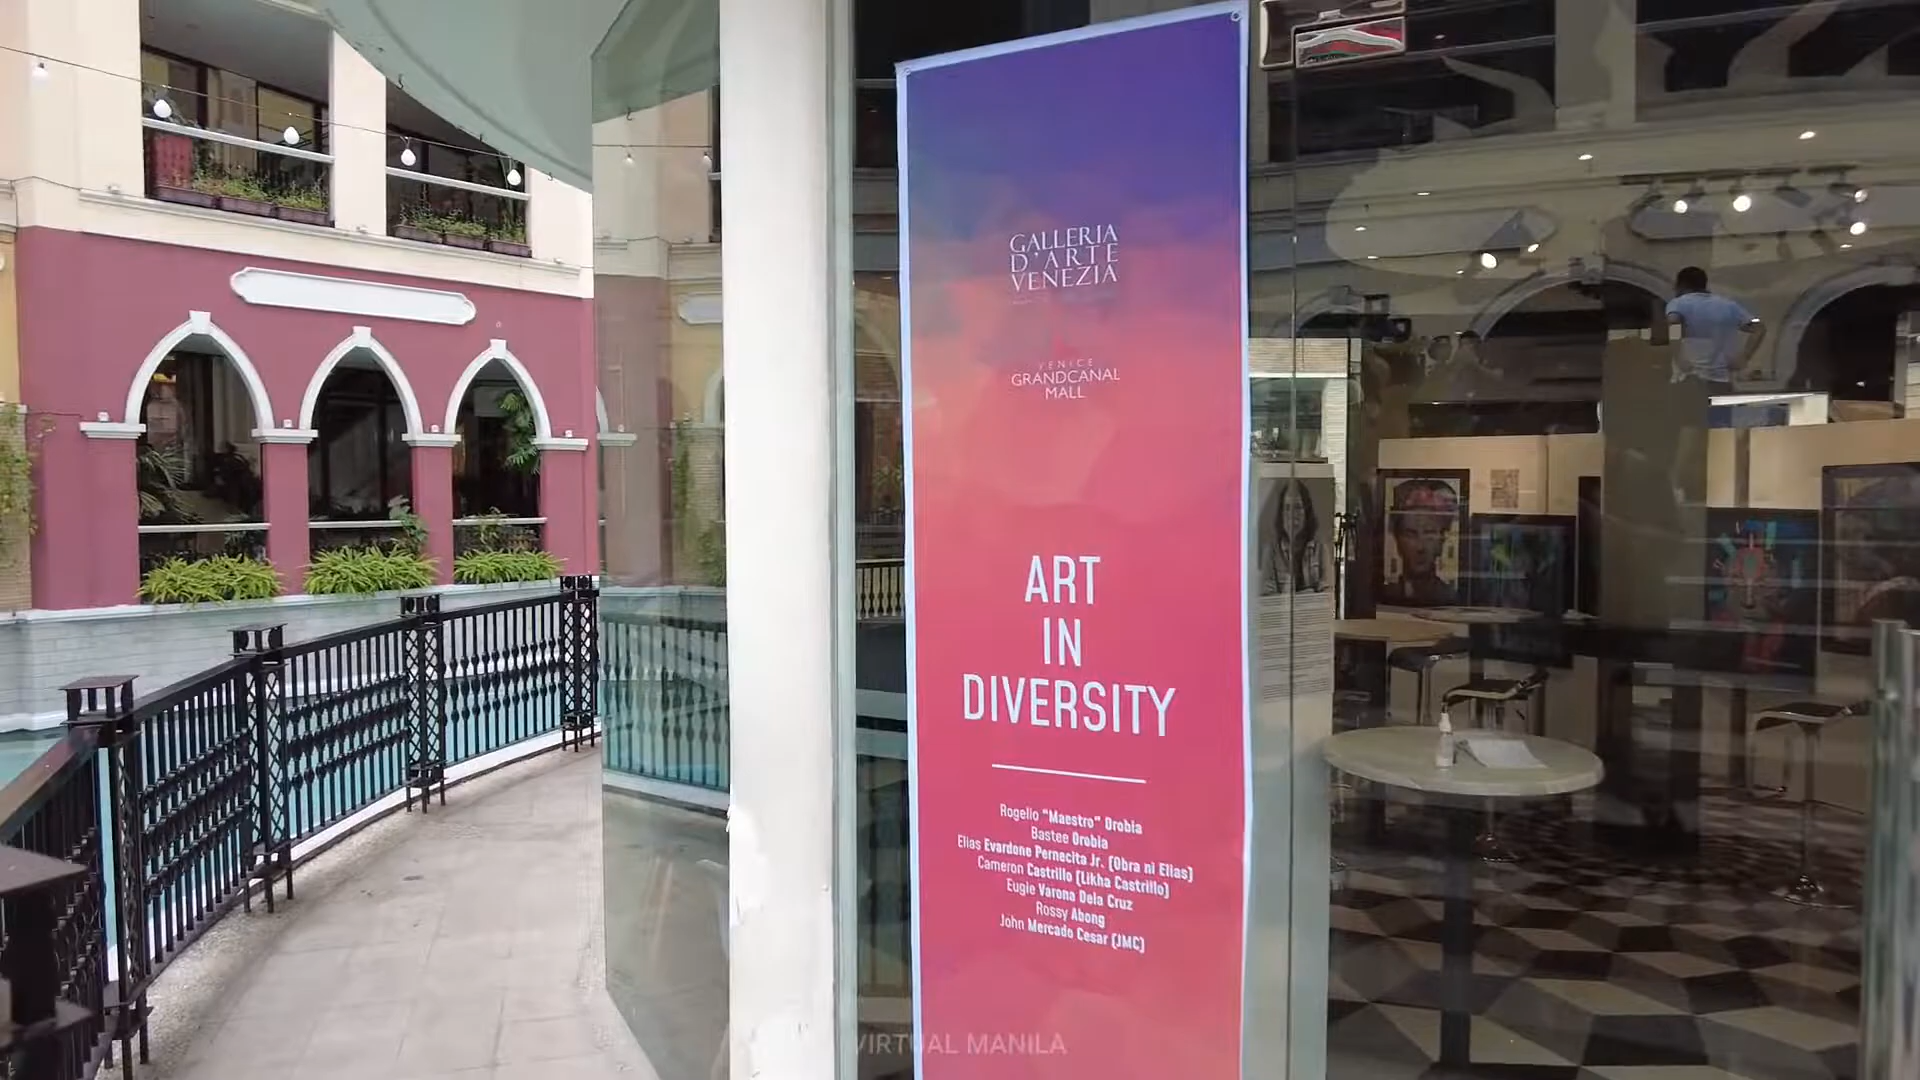 GALLERIA
D'ARTE
VENEZIA
VENICE
GRANDCANAL
MALL
ART
IN
DIVERSITY
Rogelio "Maestro" Orobia
Bastee Orobia
Elias Evardone Pernecita Jr. (Obra ni Elias)
Cameron Castrillo (Likha Castrillo)
Eugie Varona Dela Cruz
Rossy Abong
John Mercado Cesar (JMC)
VIRTUAL MANILA